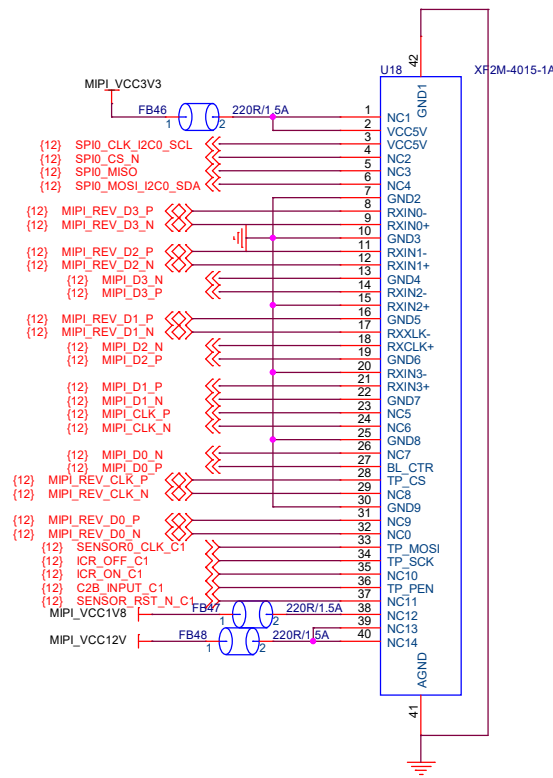 42
U18
XF2M-4015-1A
MIPI_VCC3V3
GND1
FB46
220R/1.5A
1
2
1 NC1
2 VCC5V
{12} SPI0_CLK_I2C0_SCL 3 VCC5V
{12} SPI0_CS_N 4 NC2
{12} SPI0_MISO 5 NC3
{12} SPI0_MOSI_I2C0_SDA 6 NC4
7 GND2
{12} MIPI_REV_D3_P 8 RXIN0-
{12} MIPI_REV_D3_N 9 RXIN0+
10 GND3
{12} MIPI_REV_D2_P 11 RXIN1-
{12} MIPI_REV_D2_N 12 RXIN1+
{12} MIPI_D3_N 13 GND4
{12} MIPI_D3_P 14 RXIN2-
15 RXIN2+
{12} MIPI_REV_D1_P 16 GND5
{12} MIPI_REV_D1_N 17 RXXLK-
{12} MIPI_D2_N 18 RXCLK+
{12} MIPI_D2_P 19 GND6
20 RXIN3-
{12} MIPI_D1_P 21 RXIN3+
{12} MIPI_D1_N 22 GND7
{12} MIPI_CLK_P 23 NC5
{12} MIPI_CLK_N 24 NC6
25 GND8
{12} MIPI_D0_N 26 NC7
{12} MIPI_D0_P 27 BL_CTR
{12} MIPI_REV_CLK_P 28 TP_CS
{12} MIPI_REV_CLK_N 29 NC8
30 GND9
{12} MIPI_REV_D0_P 31 NC9
{12} MIPI_REV_D0_N 32 NC0
{12} SENSOR0_CLK_C1 33 TP_MOSI
{12} ICR_OFF_C1 34 TP_SCK
{12} ICR_ON_C1 35 NC10
{12} C2B_INPUT_C1 36 TP_PEN
{12} SENSOR_RST_N_C1 37 NC11
MIPI_VCC1V8 FB47 1 2 220R/1.5A 38 NC12
39 NC13
MIPI_VCC12V FB48 1 2 220R/1.5A 40 NC14
AGND
41